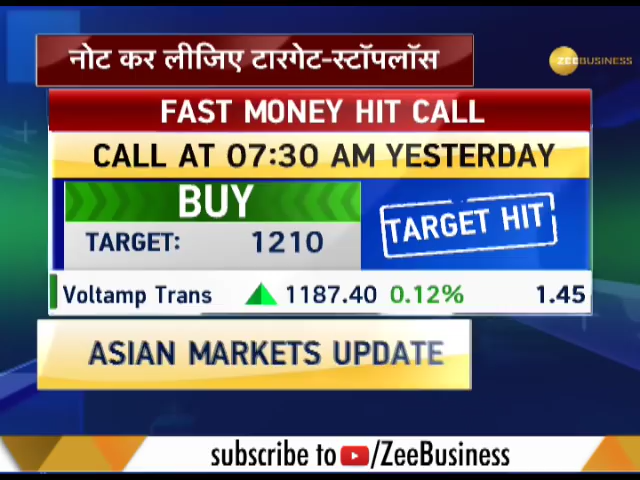 नोट कर लीजिए टारगेट-स्टॉपलॉस
ZEEBUSINESS
FAST MONEY HIT CALL
CALL AT 07:30 AM YESTERDAY
BUY
TARGET: 1210
TARGET HIT
Voltamp Trans 1187.40 0.12% 1.45
ASIAN MARKETS UPDATE
subscribe to /ZeeBusiness